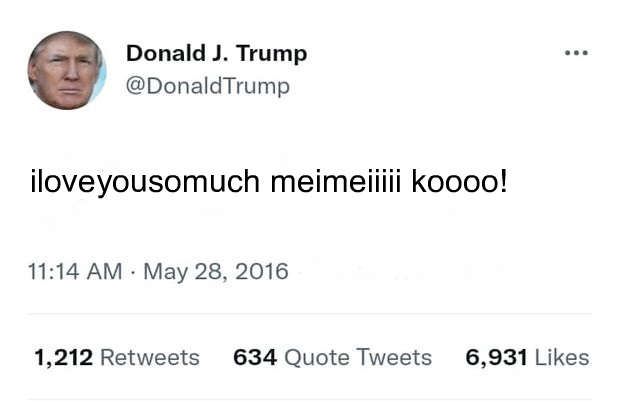 Donald J. Trump
@DonaldTrump
iloveyousomuch meimeiiiii koooo!
11:14 AM · May 28, 2016
1,212 Retweets 634 Quote Tweets 6,931 Likes